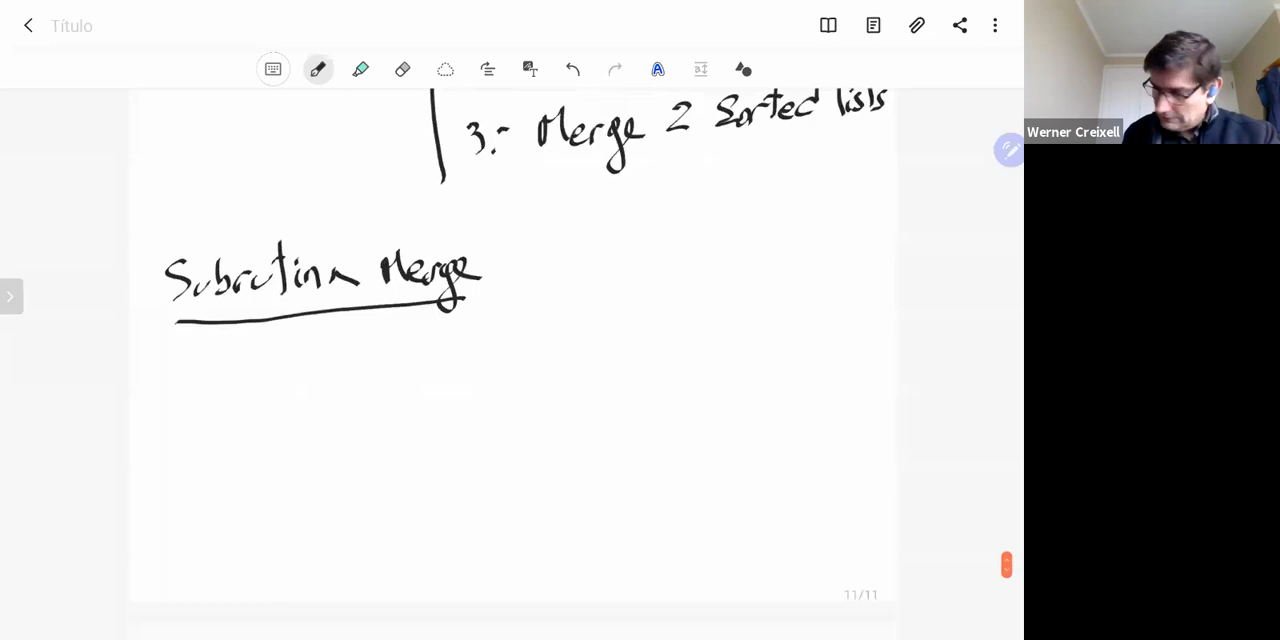 Título
3.- Merge 2 Sorted lists
Subrutina Merge
11/11
Werner Creixell